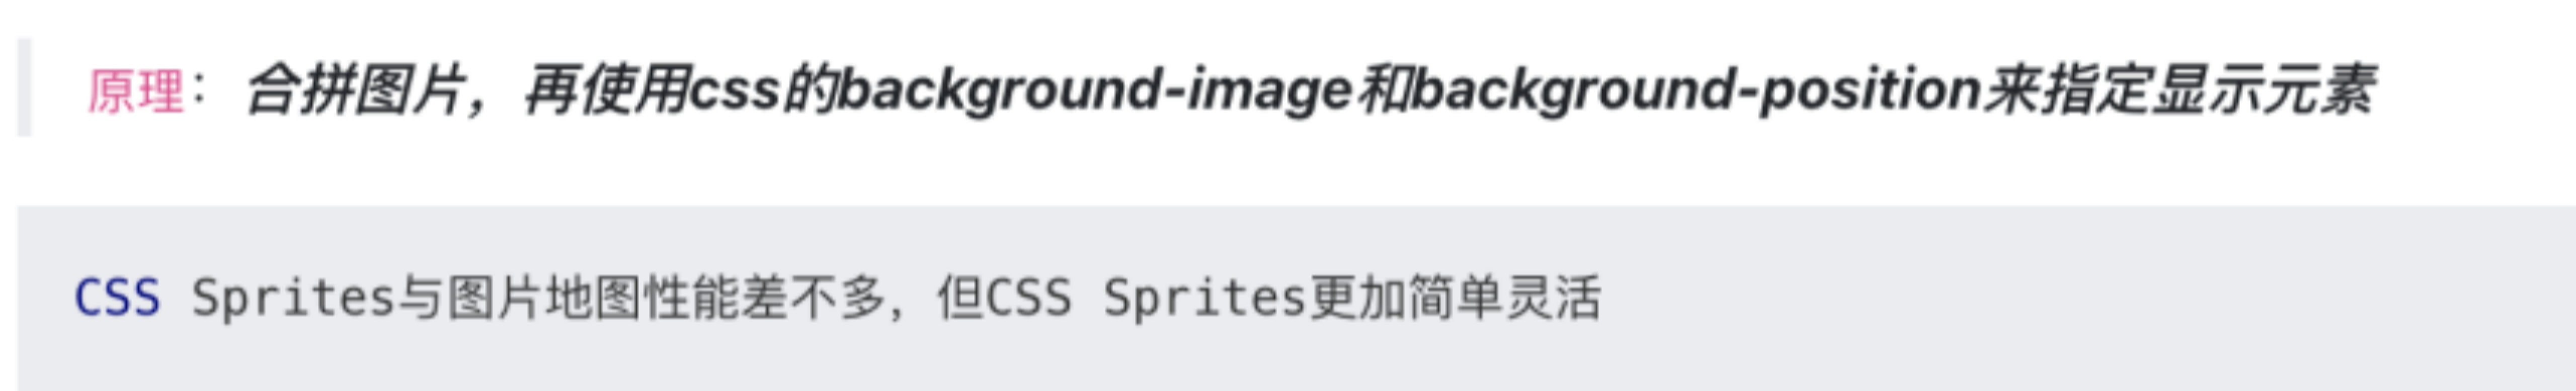 原理：合拼图片，再使用css的background-image和background-position来指定显示元素
CSS Sprites与图片地图性能差不多，但CSS Sprites更加简单灵活